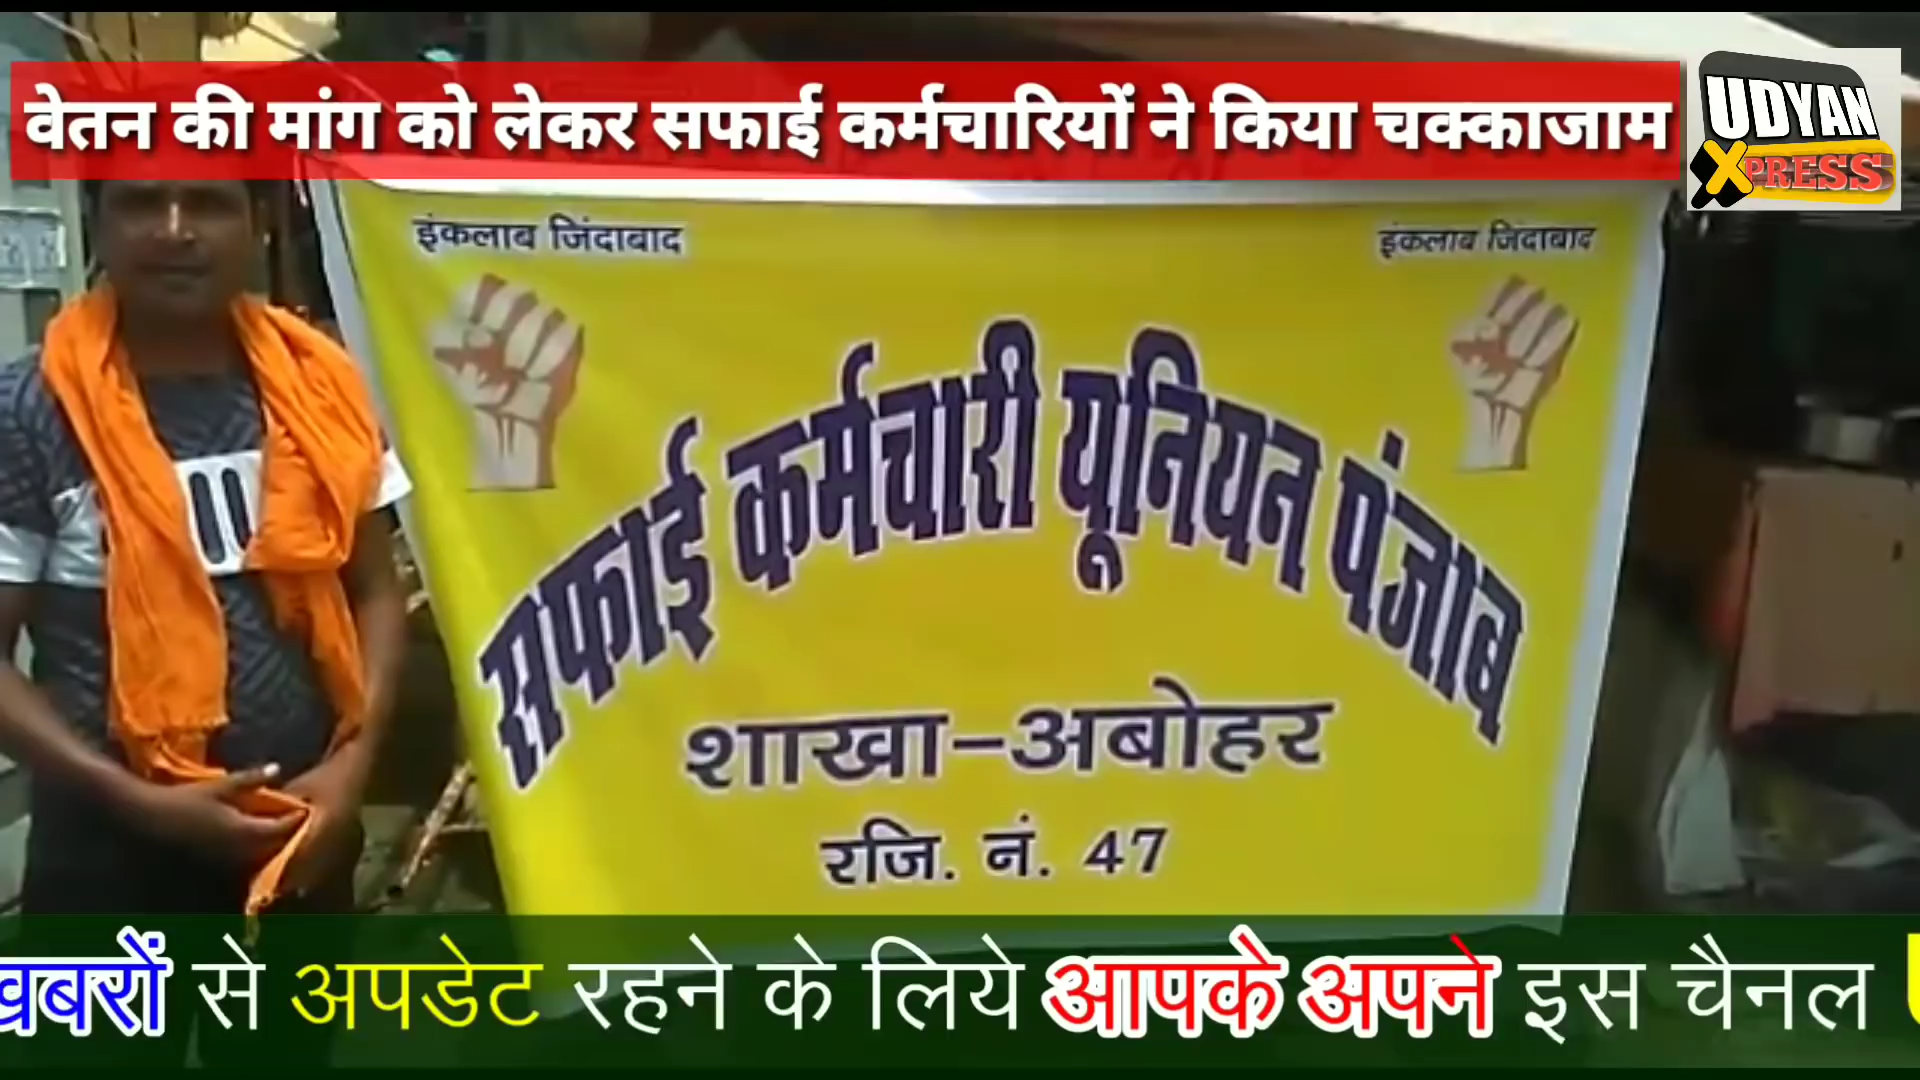 वेतन की मांग को लेकर सफाई कर्मचारियों ने किया चक्काजाम
UDYAN
XPRESS
इंकलाब जिंदाबाद
इंकलाब जिंदाबाद
सफाई कर्मचारी यूनियन पंजाब
शाखा-अबोहर
रजि. नं. 47
से अपडेट रहने के लिये आपके अपने इस चैनल